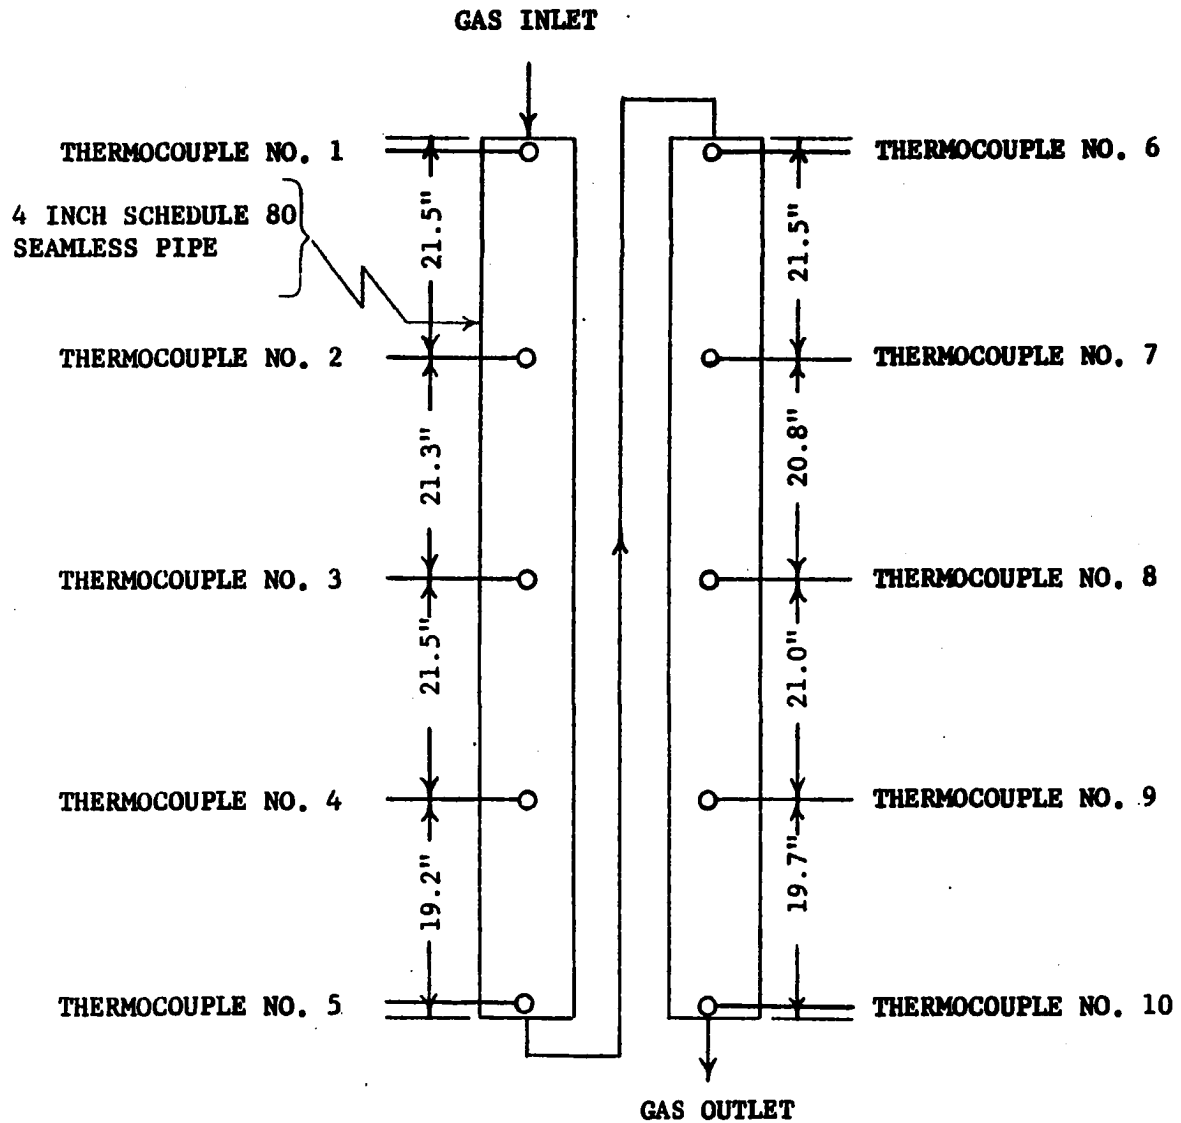 GAS INLET
THERMOCOUPLE NO. 1
THERMOCOUPLE NO. 6
4 INCH SCHEDULE 80
SEAMLESS PIPE
21.5"
21.5"
THERMOCOUPLE NO. 2
THERMOCOUPLE NO. 7
21.3"
20.8"
THERMOCOUPLE NO. 3
THERMOCOUPLE NO. 8
21.5"
21.0"
THERMOCOUPLE NO. 4
THERMOCOUPLE NO. 9
19.2"
19.7"
THERMOCOUPLE NO. 5
THERMOCOUPLE NO. 10
GAS OUTLET